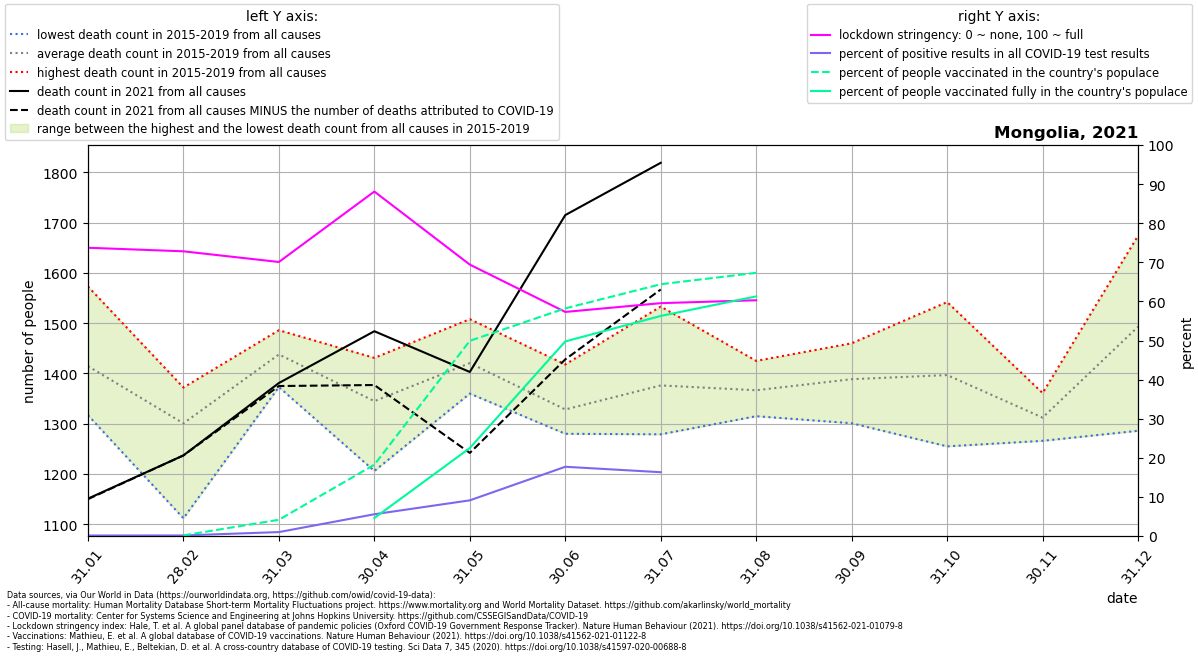 left Y axis:
lowest death count in 2015-2019 from all causes
average death count in 2015-2019 from all causes
highest death count in 2015-2019 from all causes
death count in 2021 from all causes
death count in 2021 from all causes MINUS the number of deaths attributed to COVID-19
range between the highest and the lowest death count from all causes in 2015-2019
right Y axis:
lockdown stringency: 0 ~ none, 100 ~ full
percent of positive results in all COVID-19 test results
percent of people vaccinated in the country's populace
percent of people vaccinated fully in the country's populace
Mongolia, 2021
number of people
1800
1700
1600
1500
1400
1300
1200
1100
100
90
80
70
60
50
40
30
20
10
0
percent
31.01
28.02
31.03
30.04
31.05
30.06
31.07
31.08
30.09
31.10
30.11
31.12
date
Data sources, via Our World in Data (https://ourworldindata.org, https://github.com/owid/covid-19-data):
- All-cause mortality: Human Mortality Database Short-term Mortality Fluctuations project. https://www.mortality.org and World Mortality Dataset. https://github.com/akarlinsky/world_mortality
- COVID-19 mortality: Center for Systems Science and Engineering at Johns Hopkins University. https://github.com/CSSEGISandData/COVID-19
- Lockdown stringency index: Hale, T. et al. A global panel database of pandemic policies (Oxford COVID-19 Government Response Tracker). Nature Human Behaviour (2021). https://doi.org/10.1038/s41562-021-01079-8
- Vaccinations: Mathieu, E. et al. A global database of COVID-19 vaccinations. Nature Human Behaviour (2021). https://doi.org/10.1038/s41562-021-01122-8
- Testing: Hasell, J., Mathieu, E., Beltekian, D. et al. A cross-country database of COVID-19 testing. Sci Data 7, 345 (2020). https://doi.org/10.1038/s41597-020-00688-8